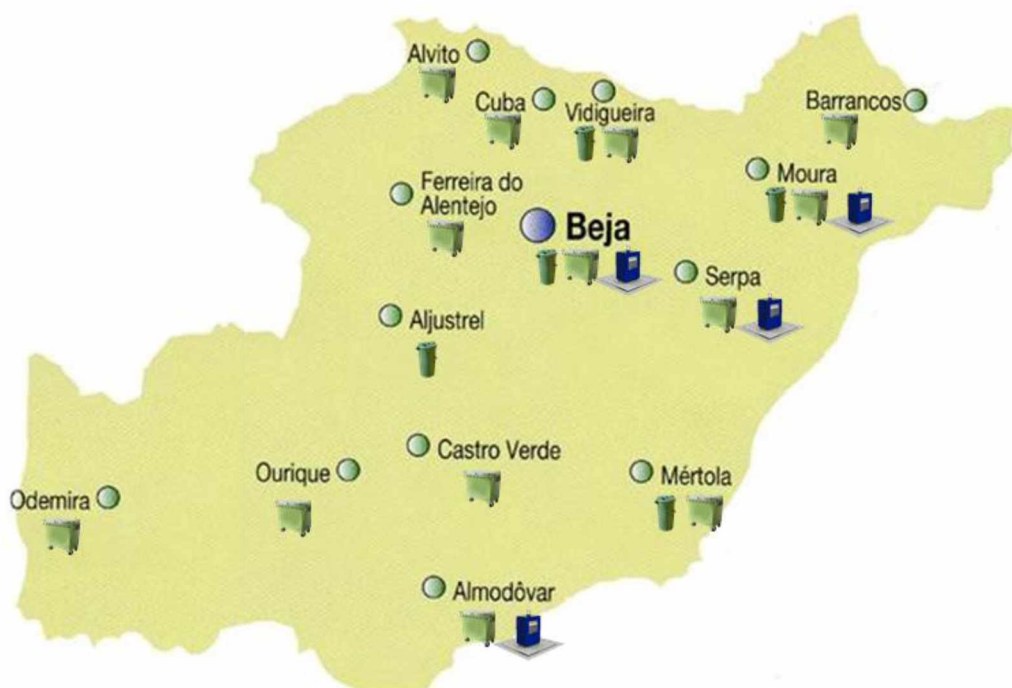 Alvito
Cuba
Vidigueira
Barrancos
Moura
Ferreira do
Alentejo
Beja
Serpa
Aljustrel
Castro Verde
Ourique
Mértola
Odemira
Almodôvar